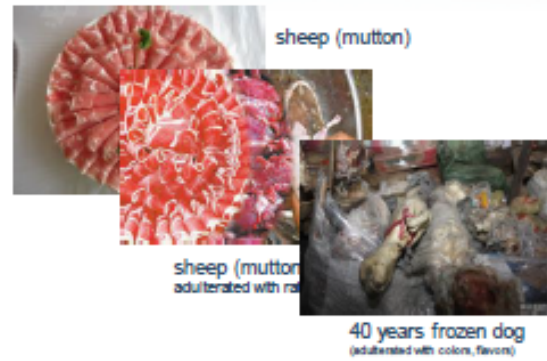 sheep (mutton)
sheep (mutton
adulterated with
40 years frozen dog
(adulterated with colors, flavors)